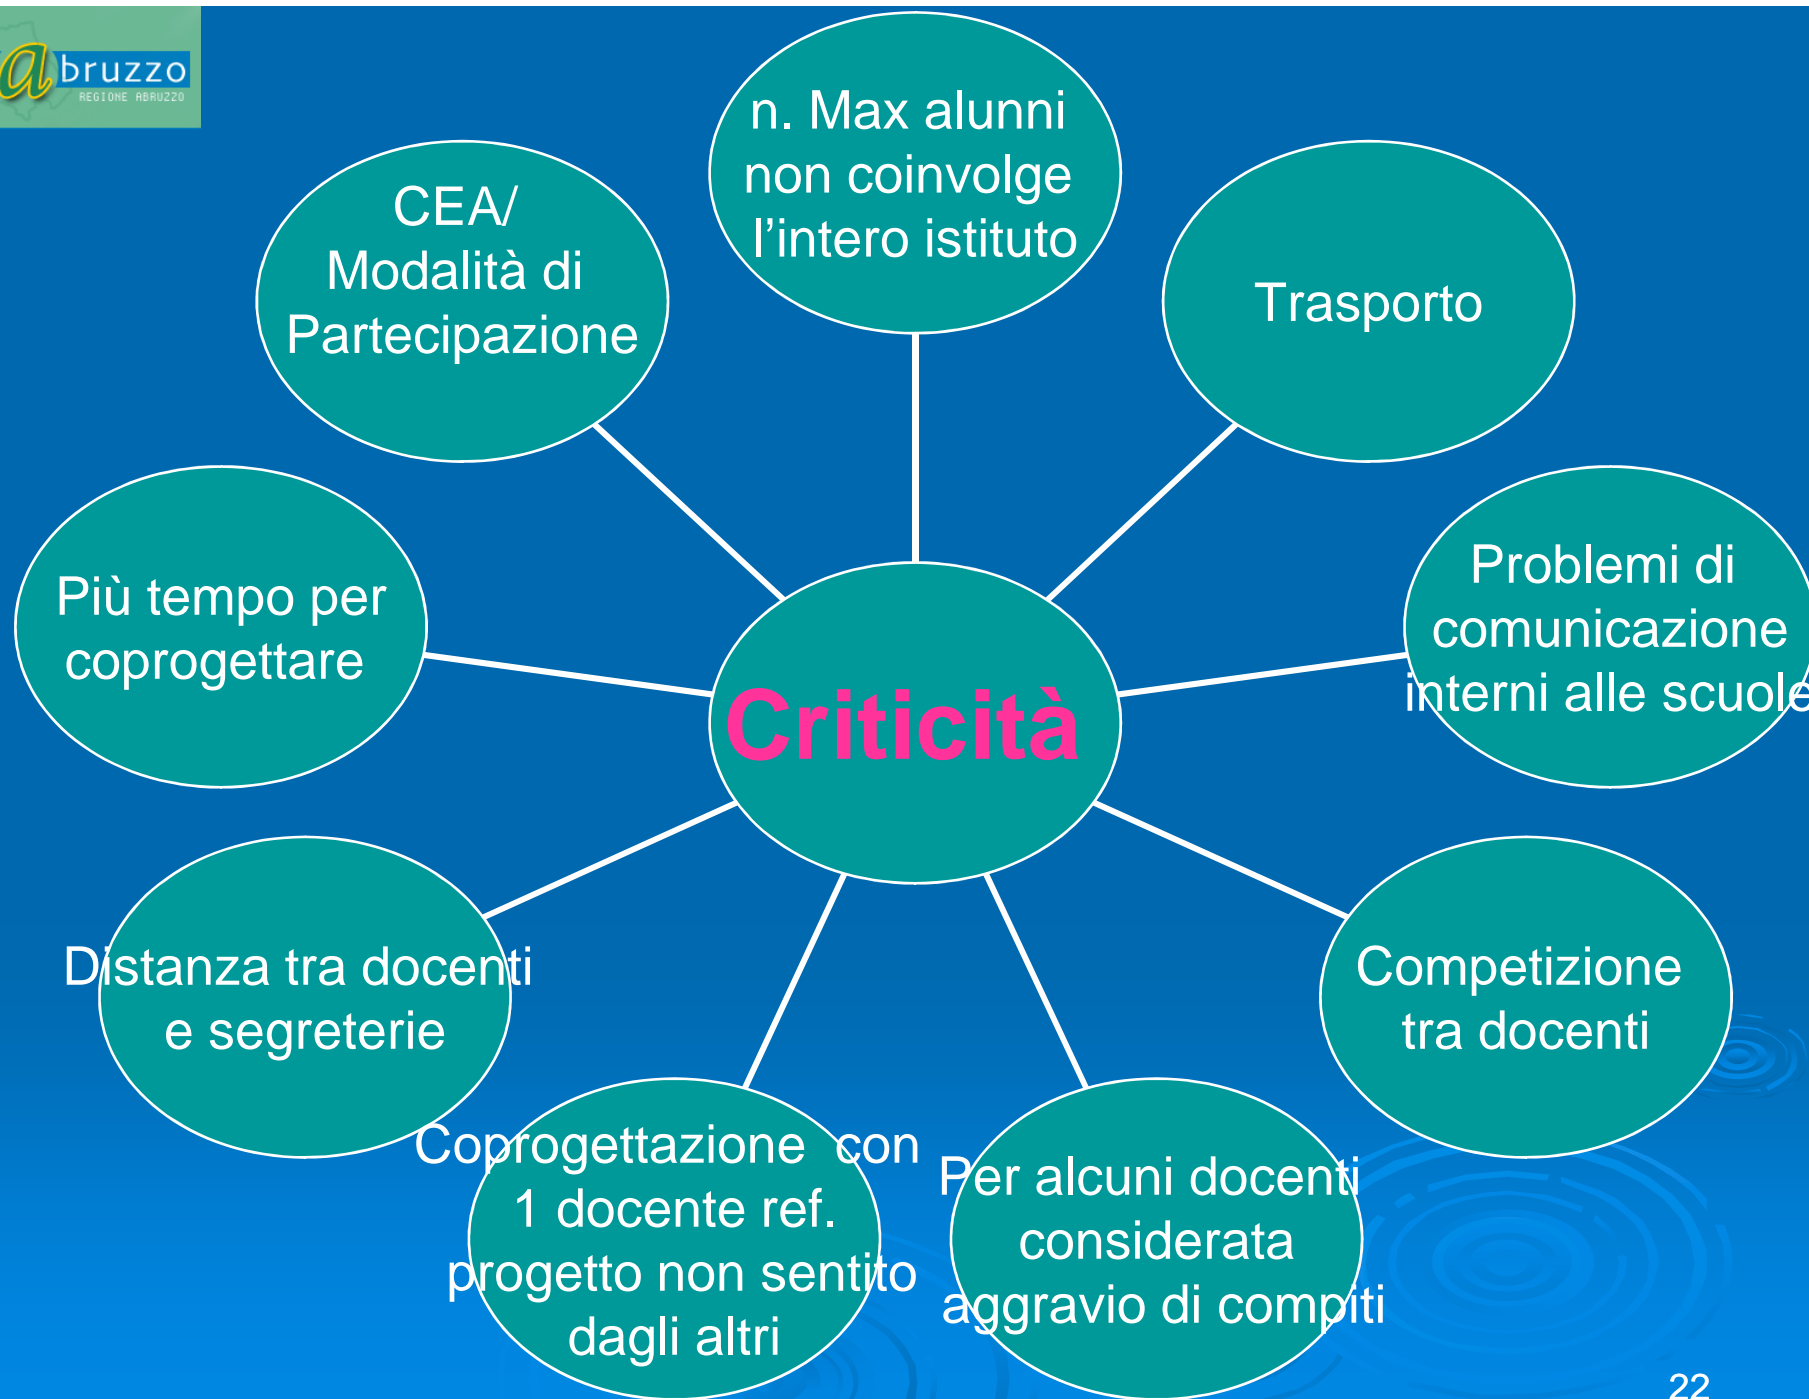 abruzzo
REGIONE ABRUZZO
n. Max alunni
non coinvolge
l’intero istituto
Trasporto
Problemi di
comunicazione
interni alle scuole
Competizione
tra docenti
Per alcuni docenti
considerata
aggravio di compiti
Coprogettazione con
1 docente ref.
progetto non sentito
dagli altri
Distanza tra docenti
e segreterie
Più tempo per
coprogettare
CEA/
Modalità di
Partecipazione
Criticità
22